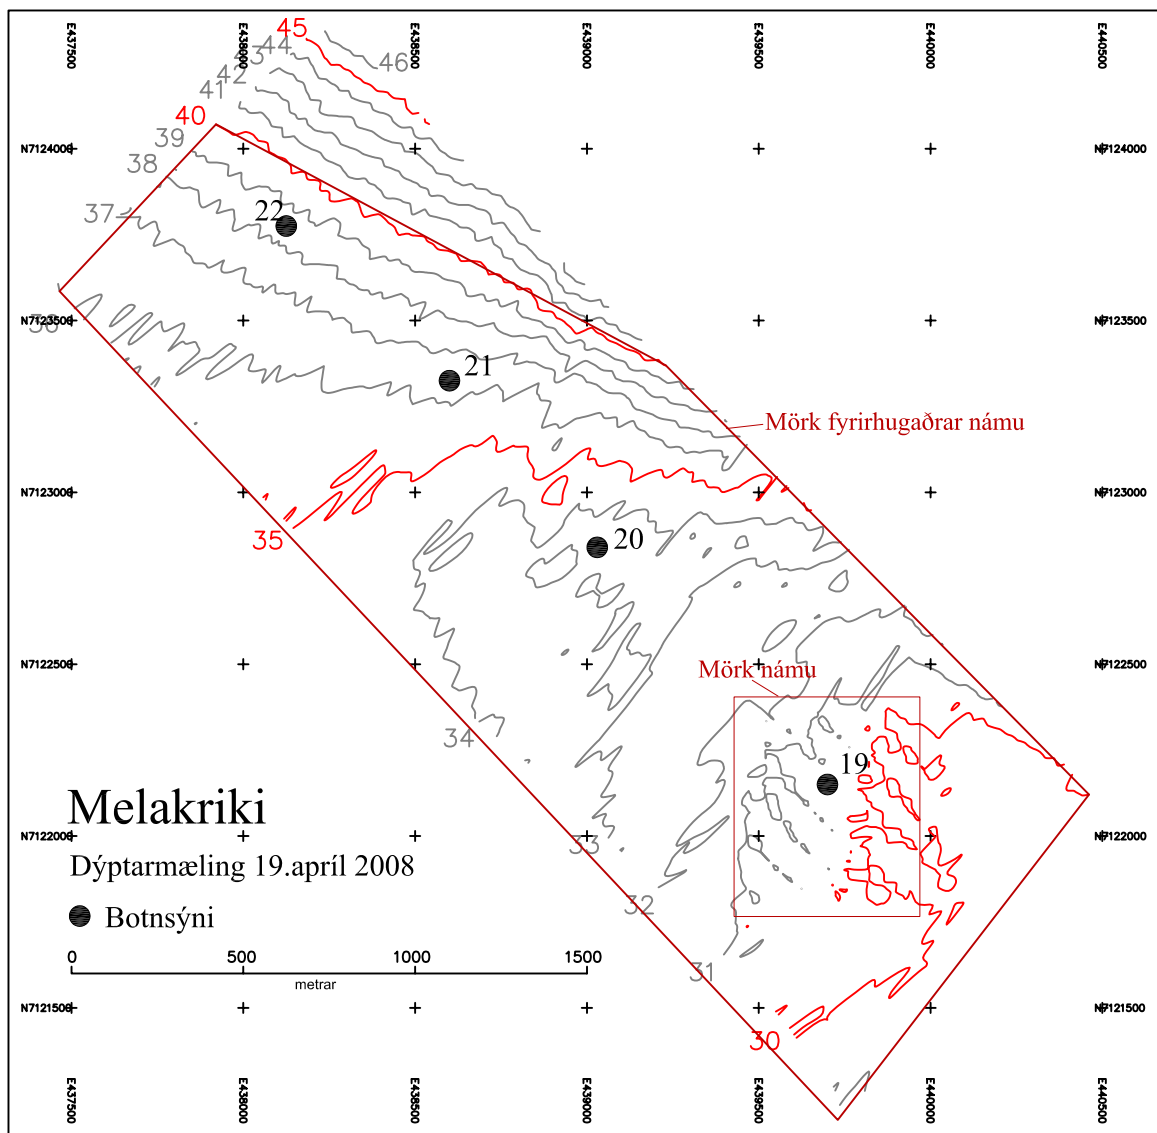 E437500 E438000 E438500 E439000 E439500 E440000 E440500
45
44
46
43
42
41
40
39
38
37
36
N7124000 N7124000
22
N7123500 N7123500
21
Mörk fyrirhugaðrar námu
N7123000 N7123000
35
20
N7122500 N7122500
Mörk námu
34
19
Melakriki
N7122000 N7122000
33
Dýptarmæling 19.apríl 2008
32
Botnsýni
31
0 500 1000 1500
metrar
N7121500 N7121500
30
E437500 E438000 E438500 E439000 E439500 E440000 E440500